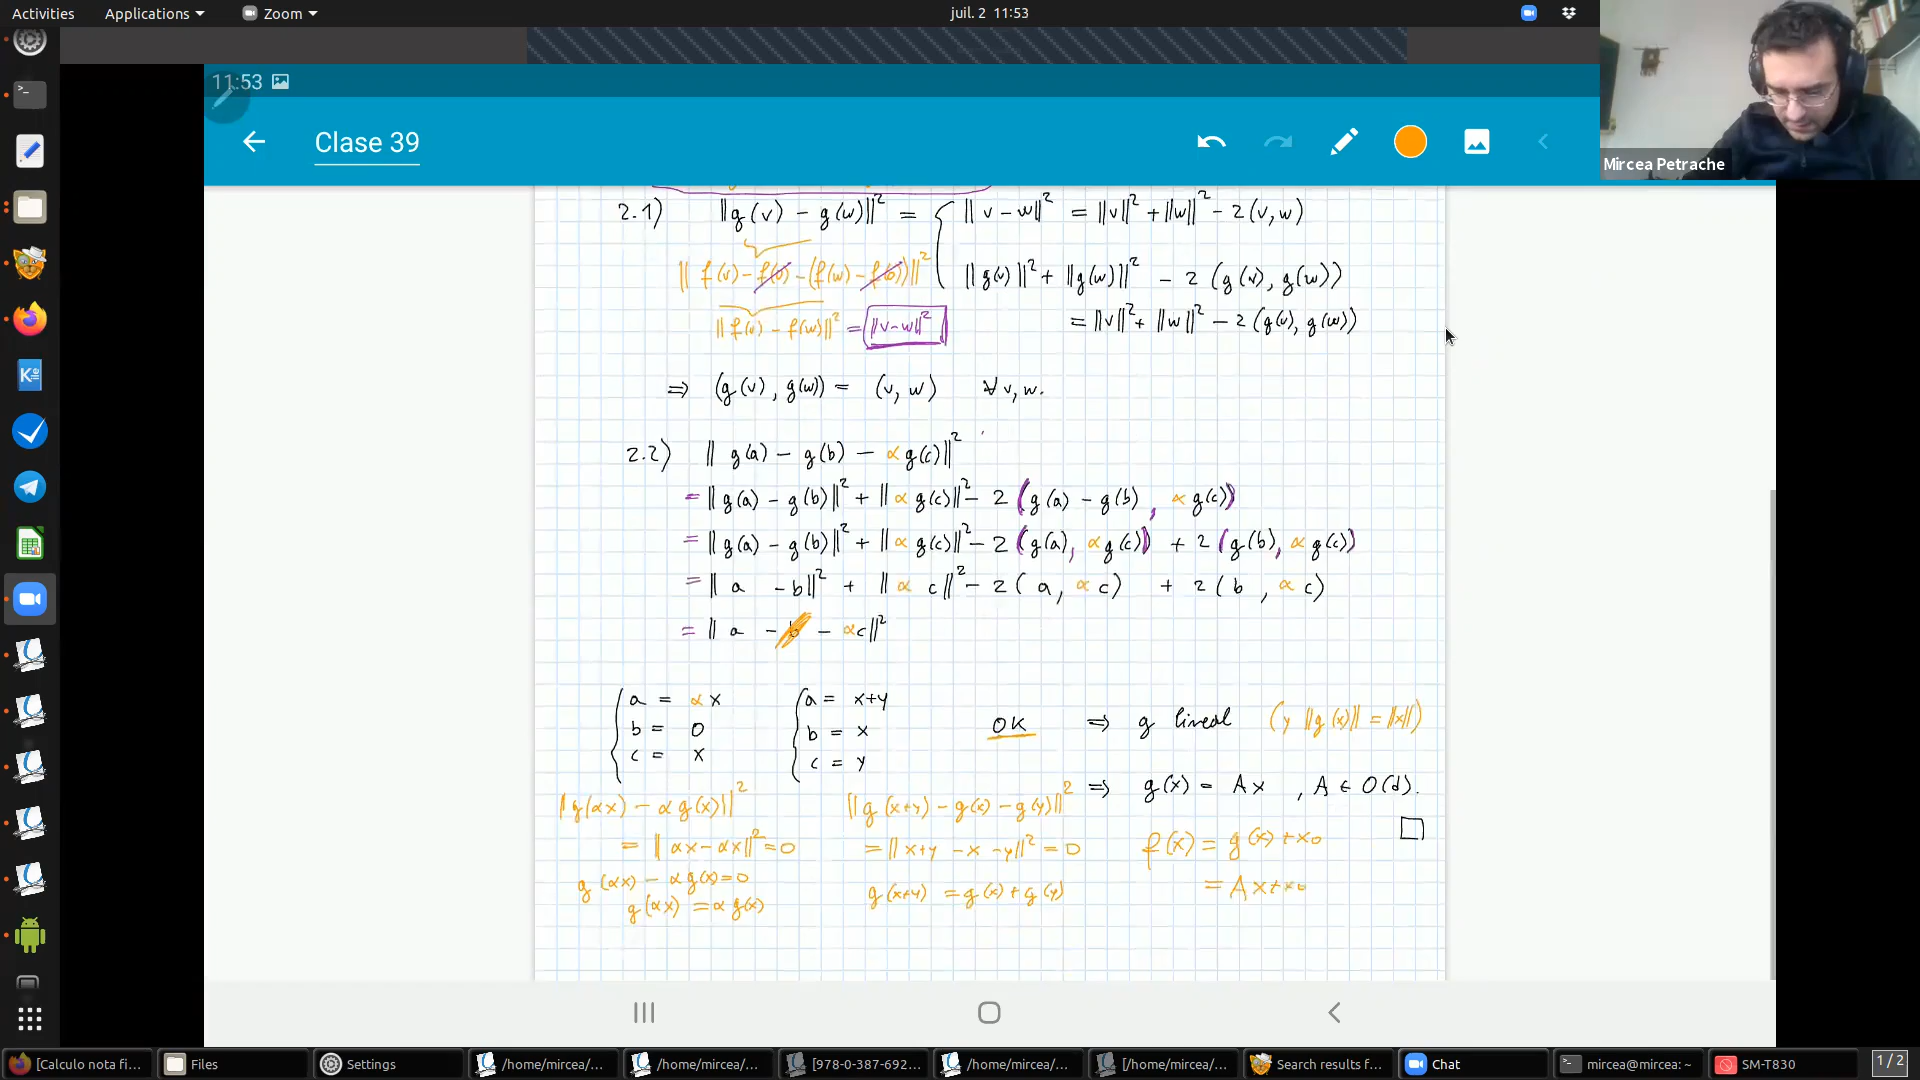 Activities Applications Zoom juil. 2 11:53
11:53
Clase 39
Mircea Petrache
2.1) ||g(v) - g(w)||² = { ||v - w||² = ||v||² + ||w||² - 2(v,w)
|| f(v) - f(0) - (f(w) - f(0))||² ||g(v)||² + ||g(w)||² - 2 (g(v), g(w))
|| f(v) - f(w)||² = ||v-w||² = ||v||² + ||w||² - 2 (g(v), g(w))
⇒ (g(v), g(w)) = (v, w) ∀ v, w.
2.2) || g(a) - g(b) - α g(c)||²
= ||g(a) - g(b)||² + ||α g(c)||² - 2 (g(a) - g(b), α g(c))
= ||g(a) - g(b)||² + ||α g(c)||² - 2 (g(a), α g(c)) + 2 (g(b), α g(c))
= || a - b||² + ||α c||² - 2 ( a, α c) + 2 ( b , α c)
= || a - b - αc||²
{ a = αx { a = x+y
b = 0 b = x OK ⇒ g lineal (y ||g(x)|| = ||x||)
c = x c = y
||g(αx) - α g(x)||² ||g(x+y) - g(x) - g(y)||² ⇒ g(x) = Ax , A ∈ O(d).
= || αx - αx||² = 0 = || x+y - x - y||² = 0 f(x) = g(x) + x₀ □
g(αx) - α g(x) = 0 g(x+y) = g(x) + g(y) = Ax + x₀
g(αx) = α g(x)
[Calculo nota fi... Files Settings /home/mircea/... /home/mircea/... [978-0-387-692... /home/mircea/... [/home/mircea/... Search results f... Chat mircea@mircea: ~ SM-T830 1/2